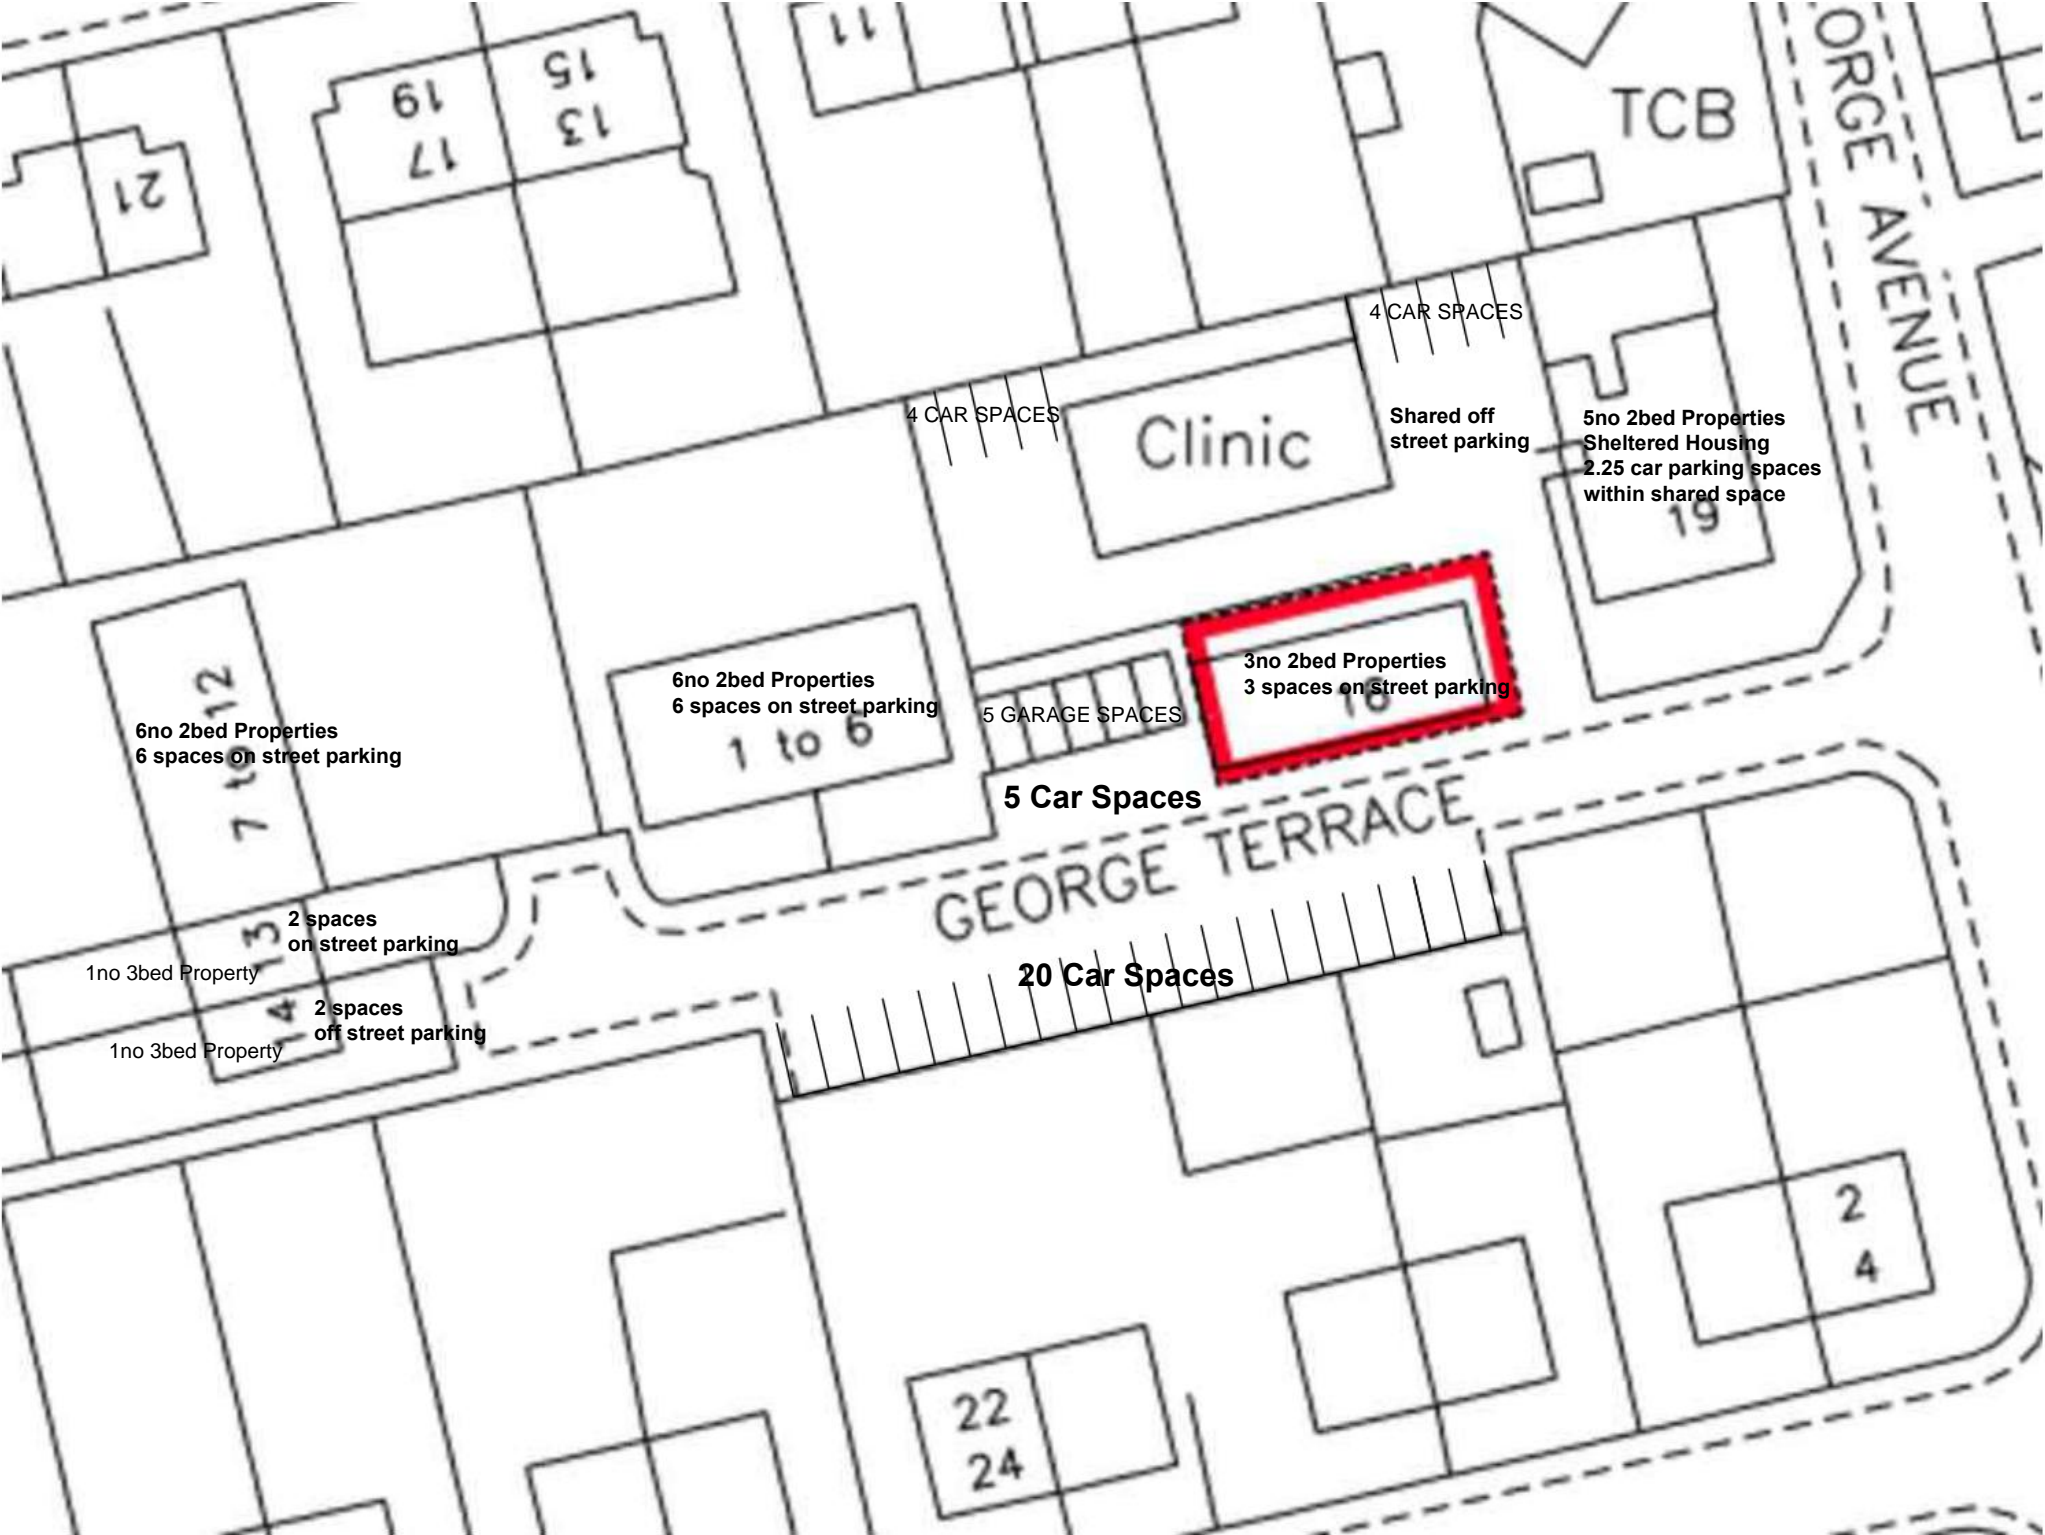 11
15
13
19
17
21
TCB
ORGE AVENUE
4 CAR SPACES
4 CAR SPACES
Clinic
Shared off
street parking
5no 2bed Properties
Sheltered Housing
2.25 car parking spaces
within shared space
19
3no 2bed Properties
3 spaces on street parking
18
6no 2bed Properties
6 spaces on street parking
1 to 6
5 GARAGE SPACES
5 Car Spaces
6no 2bed Properties
6 spaces on street parking
7 to 12
GEORGE TERRACE
20 Car Spaces
13
2 spaces
on street parking
1no 3bed Property
14
2 spaces
off street parking
1no 3bed Property
2
4
22
24